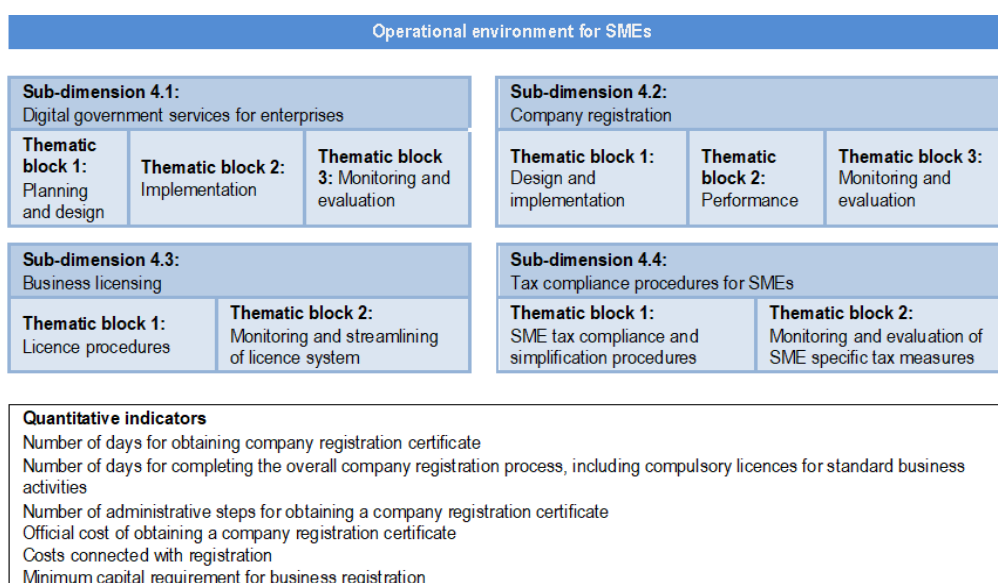 Operational environment for SMEs
Sub-dimension 4.1:
Digital government services for enterprises
Thematic
block 1:
Planning
and design
Thematic block 2:
Implementation
Thematic block
3: Monitoring and
evaluation
Sub-dimension 4.2:
Company registration
Thematic block 1:
Design and
implementation
Thematic
block 2:
Performance
Thematic block 3:
Monitoring and
evaluation
Sub-dimension 4.3:
Business licensing
Thematic block 1:
Licence procedures
Thematic block 2:
Monitoring and streamlining
of licence system
Sub-dimension 4.4:
Tax compliance procedures for SMEs
Thematic block 1:
SME tax compliance and
simplification procedures
Thematic block 2:
Monitoring and evaluation of
SME specific tax measures
Quantitative indicators
Number of days for obtaining company registration certificate
Number of days for completing the overall company registration process, including compulsory licences for standard business
activities
Number of administrative steps for obtaining a company registration certificate
Official cost of obtaining a company registration certificate
Costs connected with registration
Minimum capital requirement for business registration